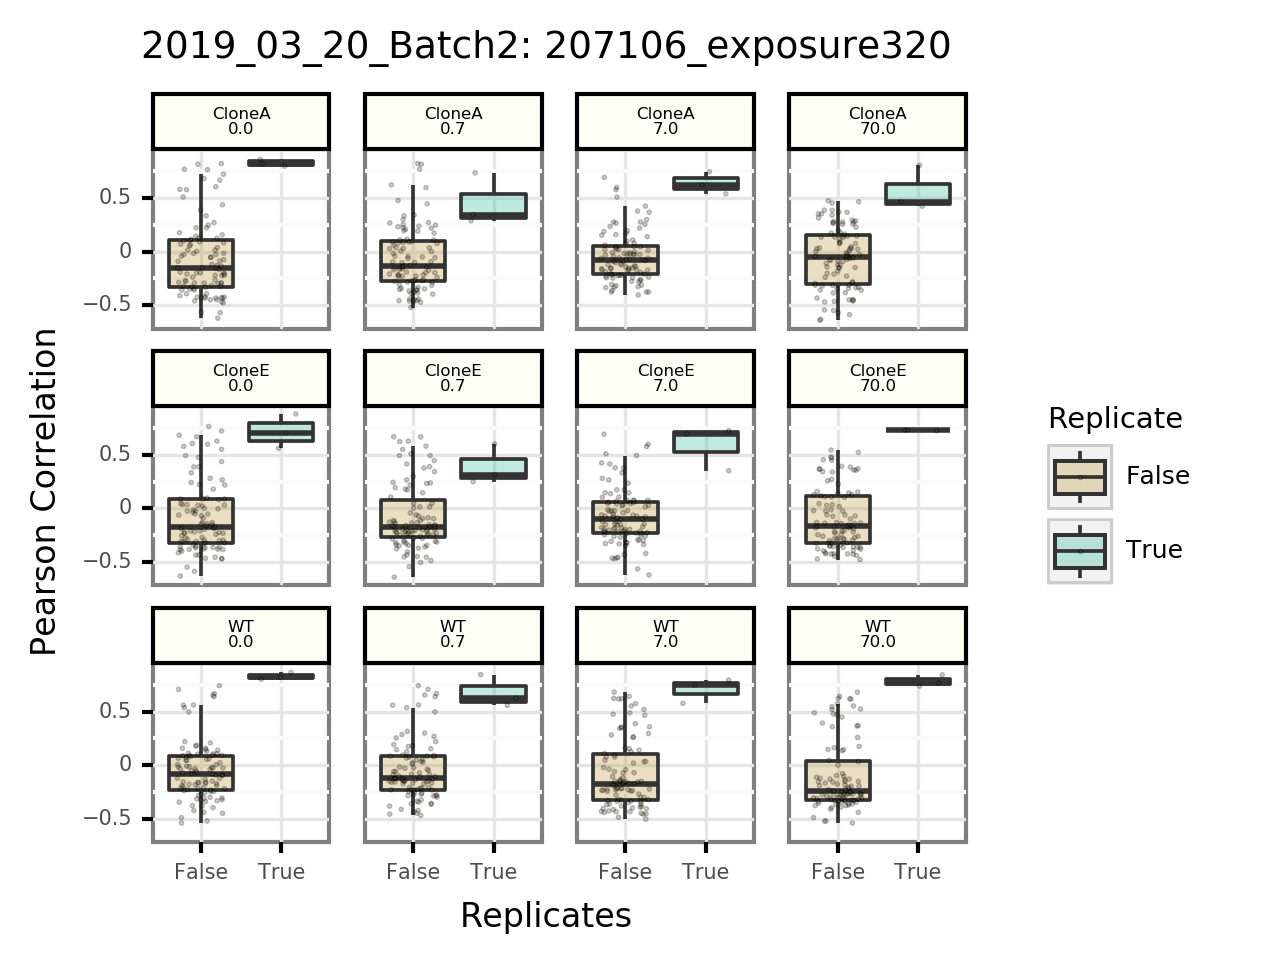 2019_03_20_Batch2: 207106_exposure320
CloneA
0.0
CloneA
0.7
CloneA
7.0
CloneA
70.0
0.5
0
−0.5
CloneE
0.0
CloneE
0.7
CloneE
7.0
CloneE
70.0
0.5
0
−0.5
WT
0.0
WT
0.7
WT
7.0
WT
70.0
0.5
0
−0.5
False
True
False
True
False
True
False
True
Replicates
Pearson Correlation
Replicate
False
True